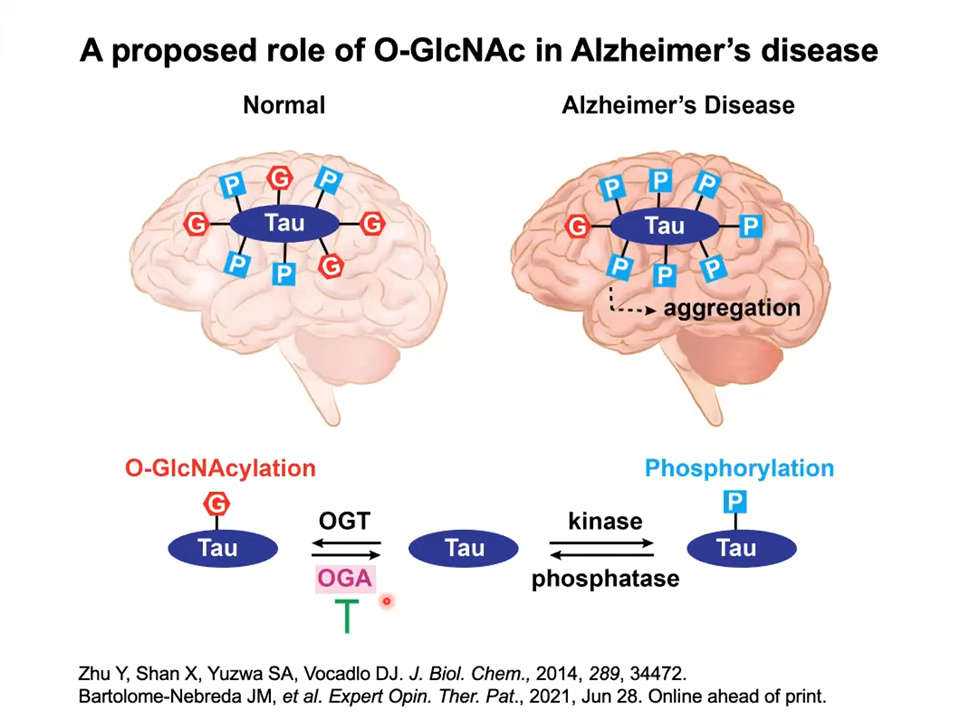 A proposed role of O-GlcNAc in Alzheimer's disease
Normal
Alzheimer's Disease
P
G
P
G
Tau
G
P
P
G
P
P
P
G
Tau
P
P
P
P
aggregation
O-GlcNAcylation
Phosphorylation
G
P
OGT
kinase
Tau
Tau
Tau
OGA
phosphatase
Zhu Y, Shan X, Yuzwa SA, Vocadlo DJ. J. Biol. Chem., 2014, 289, 34472.
Bartolome-Nebreda JM, et al. Expert Opin. Ther. Pat., 2021, Jun 28. Online ahead of print.